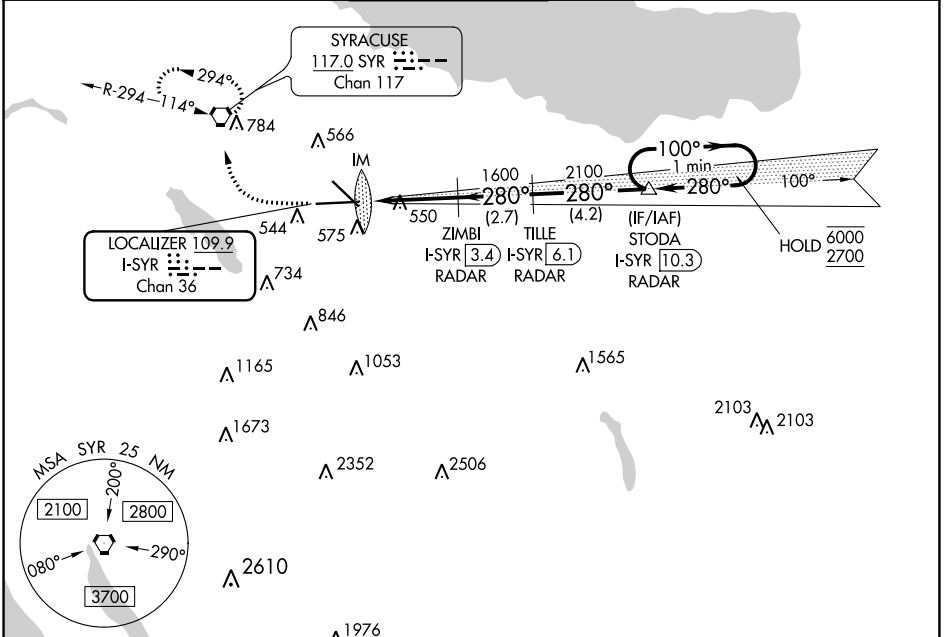 SYRACUSE
117.0 SYR
Chan 117
294°
R-294
114°
784
566
IM
1600
2100
100°
1 min
280°
280°
280°
100°
(2.7)
(4.2)
550
544
575
ZIMBI
I-SYR 3.4
RADAR
TILLE
I-SYR 6.1
RADAR
(IF/IAF)
STODA
I-SYR 10.3
RADAR
HOLD 6000
2700
LOCALIZER 109.9
I-SYR
Chan 36
734
846
1165
1053
1565
1673
2103
2103
2352
2506
MSA SYR 25 NM
200°
2100
2800
080°
290°
3700
2610
1976